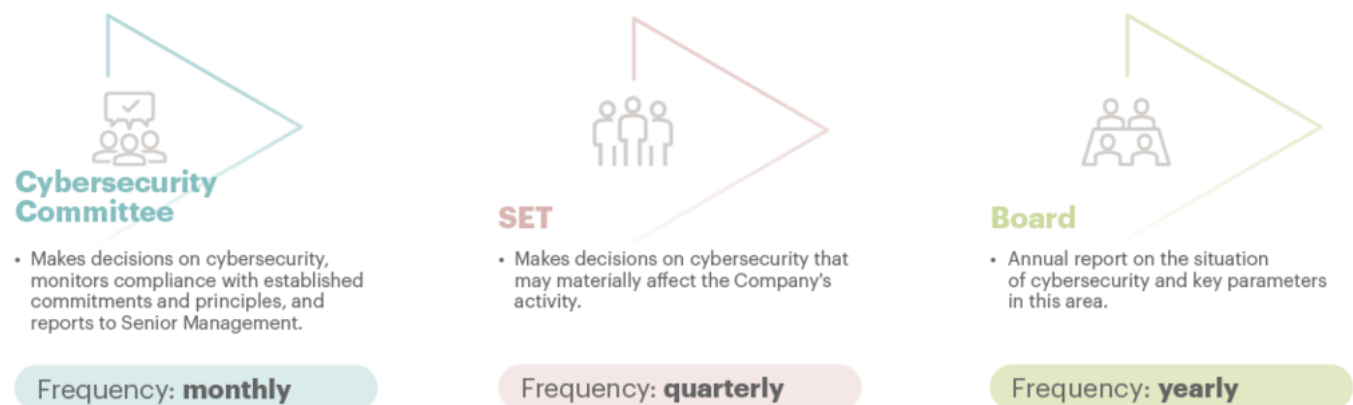 Cybersecurity
Committee
• Makes decisions on cybersecurity,
monitors compliance with established
commitments and principles, and
reports to Senior Management.
Frequency: monthly
SET
• Makes decisions on cybersecurity that
may materially affect the Company's
activity.
Frequency: quarterly
Board
• Annual report on the situation
of cybersecurity and key parameters
in this area.
Frequency: yearly